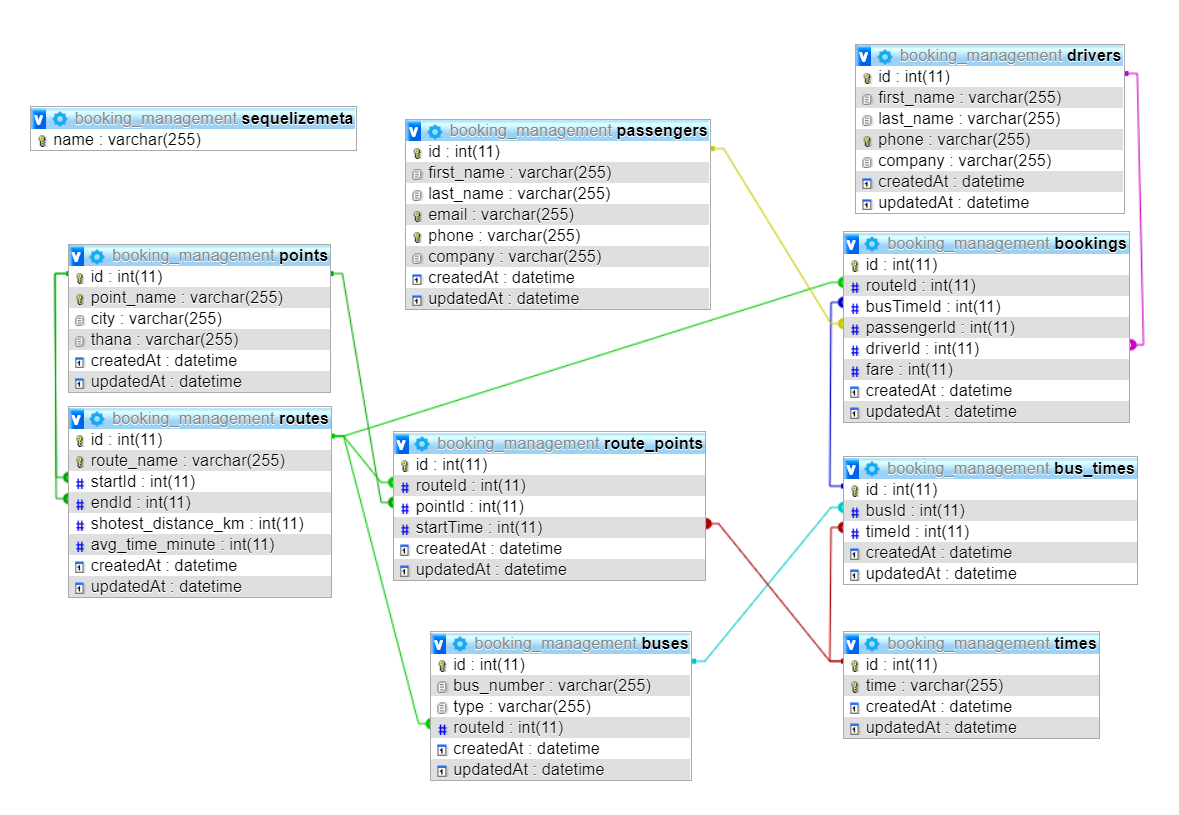 booking_management sequelizemeta
name : varchar(255)
booking_management points
id : int(11)
point_name : varchar(255)
city : varchar(255)
thana : varchar(255)
createdAt : datetime
updatedAt : datetime
booking_management routes
id : int(11)
route_name : varchar(255)
startId : int(11)
endId : int(11)
shotest_distance_km : int(11)
avg_time_minute : int(11)
createdAt : datetime
updatedAt : datetime
booking_management passengers
id : int(11)
first_name : varchar(255)
last_name : varchar(255)
email : varchar(255)
phone : varchar(255)
company : varchar(255)
createdAt : datetime
updatedAt : datetime
booking_management route_points
id : int(11)
routeId : int(11)
pointId : int(11)
startTime : int(11)
createdAt : datetime
updatedAt : datetime
booking_management buses
id : int(11)
bus_number : varchar(255)
type : varchar(255)
routeId : int(11)
createdAt : datetime
updatedAt : datetime
booking_management drivers
id : int(11)
first_name : varchar(255)
last_name : varchar(255)
phone : varchar(255)
company : varchar(255)
createdAt : datetime
updatedAt : datetime
booking_management bookings
id : int(11)
routeId : int(11)
busTimeId : int(11)
passengerId : int(11)
driverId : int(11)
fare : int(11)
createdAt : datetime
updatedAt : datetime
booking_management bus_times
id : int(11)
busId : int(11)
timeId : int(11)
createdAt : datetime
updatedAt : datetime
booking_management times
id : int(11)
time : varchar(255)
createdAt : datetime
updatedAt : datetime